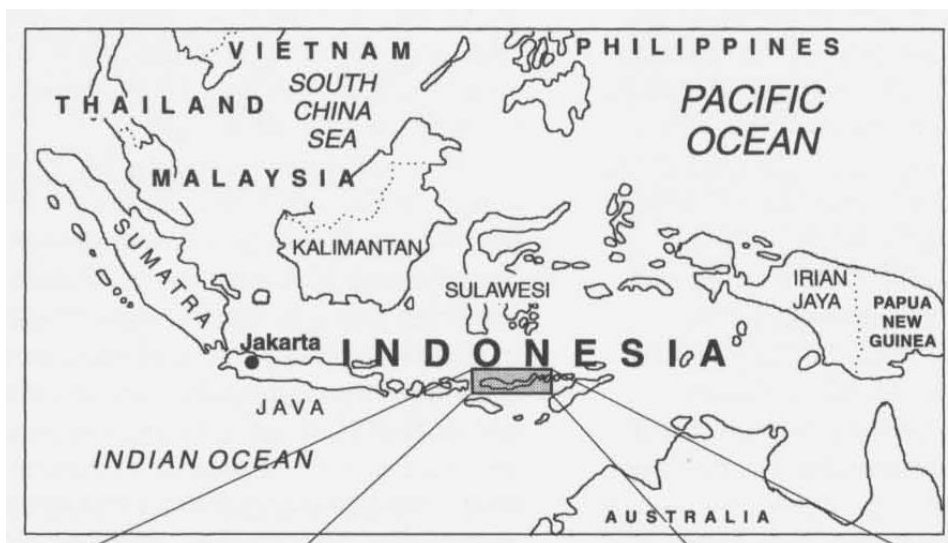 VIETNAM
PHILIPPINES
SOUTH
CHINA
SEA
THAILAND
PACIFIC
OCEAN
MALAYSIA
SUMATRA
KALIMANTAN
SULAWESI
IRIAN
JAYA
PAPUA
NEW
GUINEA
Jakarta
INDONESIA
JAVA
INDIAN OCEAN
AUSTRALIA